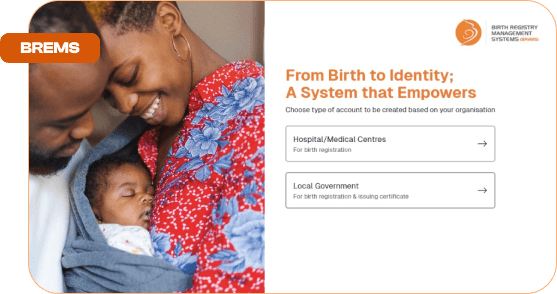 BREMS
BIRTH REGISTRY
MANAGEMENT
SYSTEMS (BREMS)
From Birth to Identity;
A System that Empowers
Choose type of account to be created based on your organisation
Hospital/Medical Centres
For birth registration
Local Government
For birth registration & issuing certificate